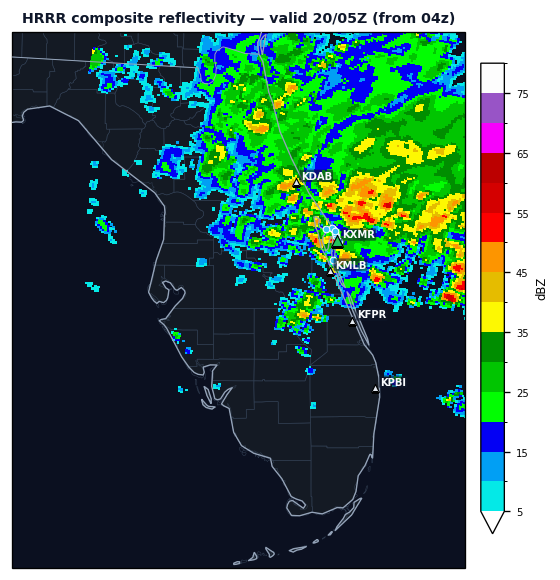 HRRR composite reflectivity — valid 20/05Z (from 04z)
75
65
55
45
35
25
15
5
dBZ
KDAB
KXMR
KMLB
KFPR
KPBI